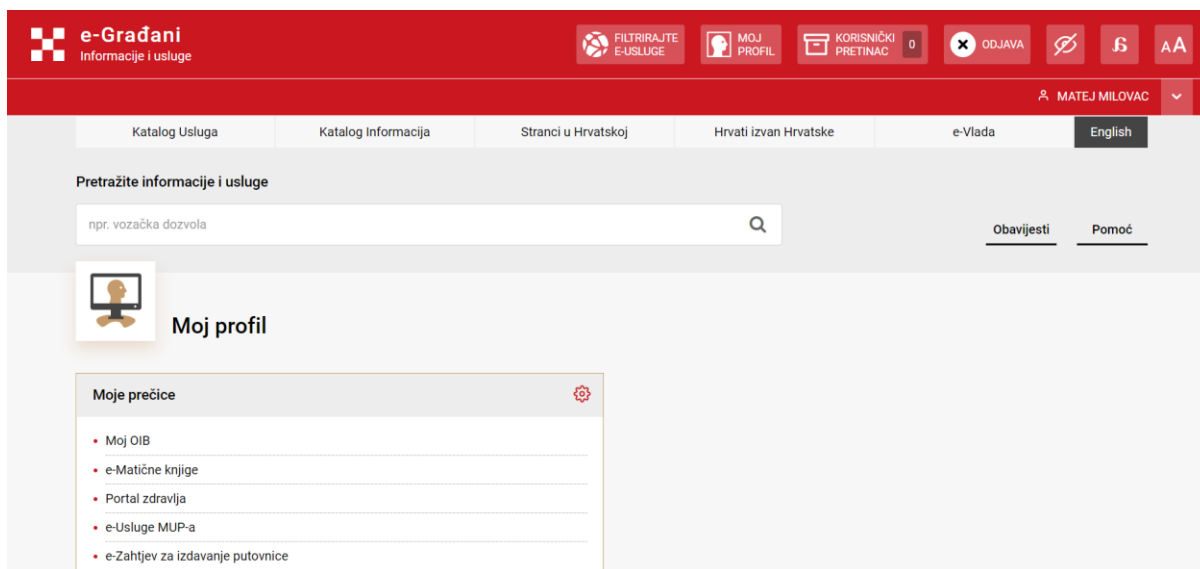 e-Građani
Informacije i usluge
FILTRIRAJTE
E-USLUGE
MOJ
PROFIL
KORISNIČKI
PRETINAC
0
ODJAVA
a
AA
MATEJ MILOVAC
Katalog Usluga
Katalog Informacija
Stranci u Hrvatskoj
Hrvati izvan Hrvatske
e-Vlada
English
Pretražite informacije i usluge
npr. vozačka dozvola
Obavijesti
Pomoć
Moj profil
Moje prečice
• Moj OIB
• e-Matične knjige
• Portal zdravlja
• e-Usluge MUP-a
• e-Zahtjev za izdavanje putovnice